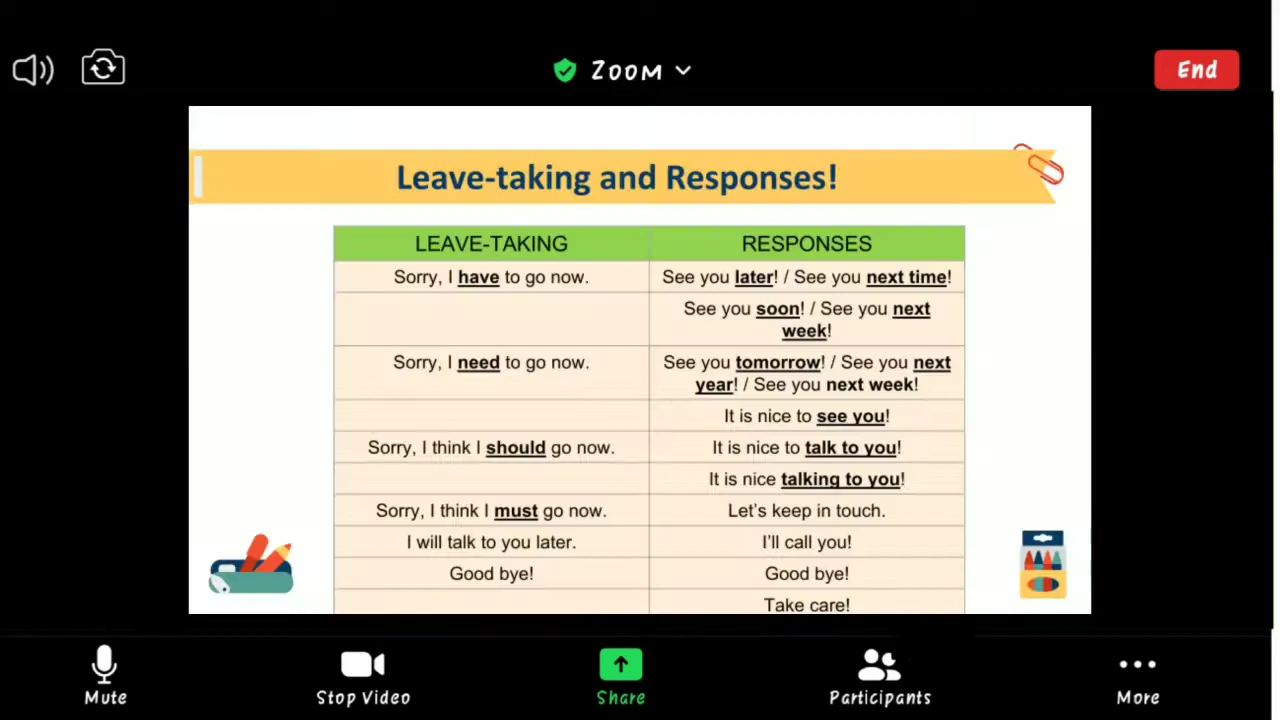 Zoom
End
Leave-taking and Responses!
LEAVE-TAKING RESPONSES
Sorry, I have to go now. See you later! / See you next time!
See you soon! / See you next
week!
Sorry, I need to go now. See you tomorrow! / See you next
year! / See you next week!
It is nice to see you!
Sorry, I think I should go now. It is nice to talk to you!
It is nice talking to you!
Sorry, I think I must go now. Let's keep in touch.
I will talk to you later. I'll call you!
Good bye! Good bye!
Take care!
Mute Stop Video Share Participants More